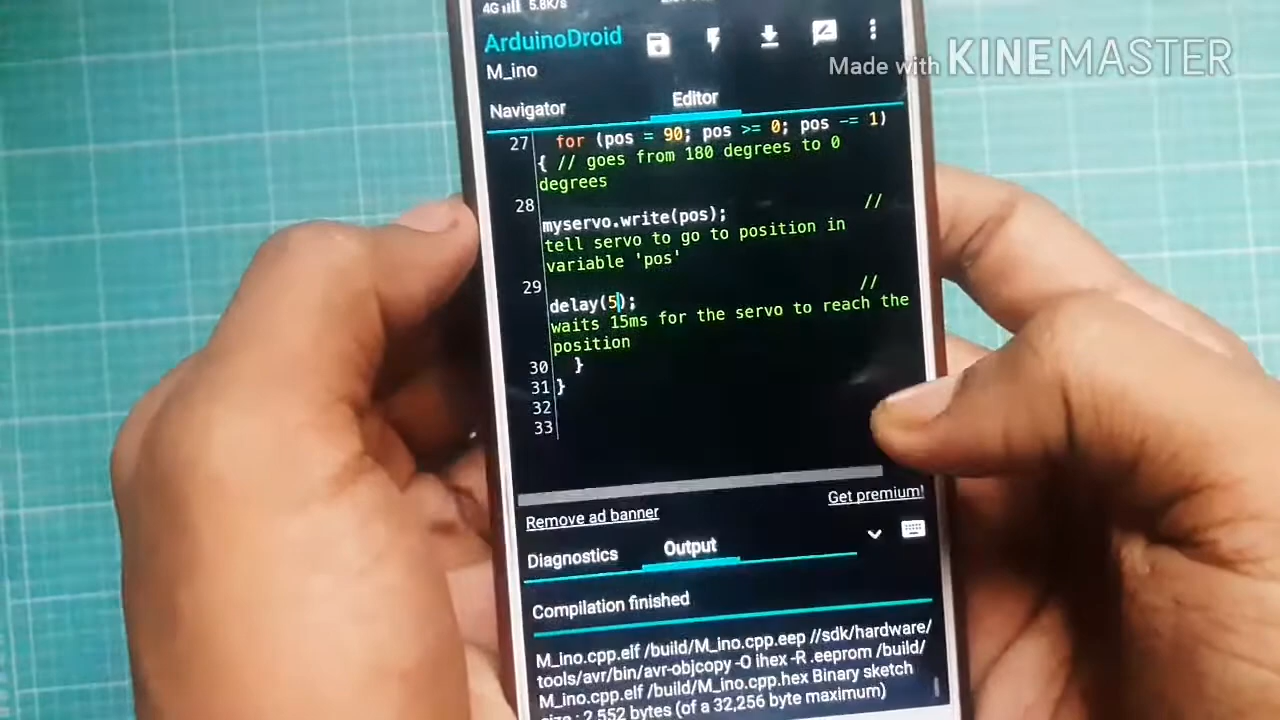 4G 5.8K/s
ArduinoDroid
Made with KINEMASTER
M_ino
Navigator Editor
27 for (pos = 90; pos >= 0; pos -= 1)
{ // goes from 180 degrees to 0
degrees
28
myservo.write(pos); //
tell servo to go to position in
variable 'pos'
29
delay(5); //
waits 15ms for the servo to reach the
position
30 }
31 }
32
33
Get premium!
Remove ad banner
Diagnostics Output
Compilation finished
M_ino.cpp.elf /build/M_ino.cpp.eep //sdk/hardware/
tools/avr/bin/avr-objcopy -O ihex -R .eeprom /build/
M_ino.cpp.elf /build/M_ino.cpp.hex Binary sketch
size : 2,552 bytes (of a 32,256 byte maximum)